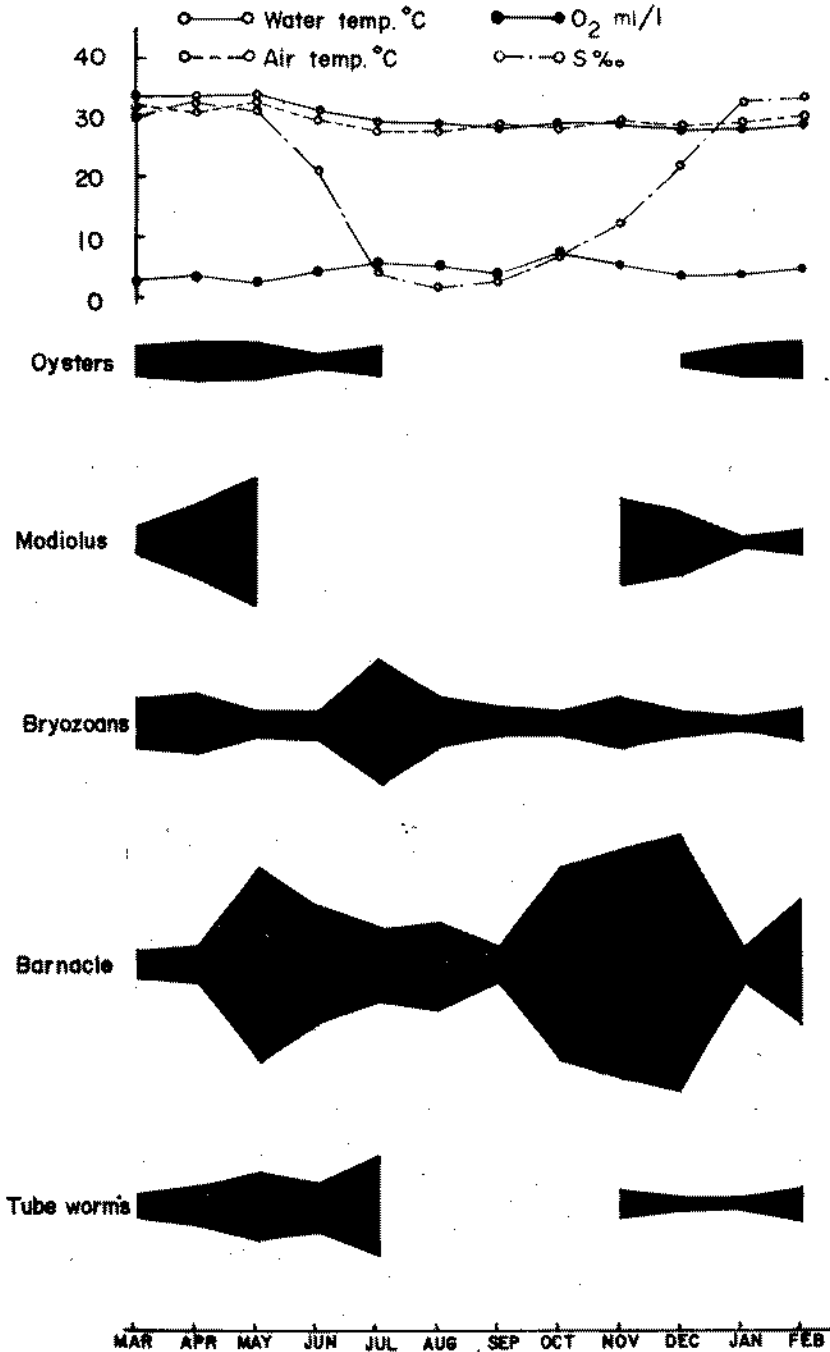 Water temp. °C O2 ml/l
Air temp. °C S‰
40
30
20
10
0
Oysters
Modiolus
Bryozoans
Barnacle
Tube worms
MAR APR MAY JUN JUL AUG SEP OCT NOV DEC JAN FEB